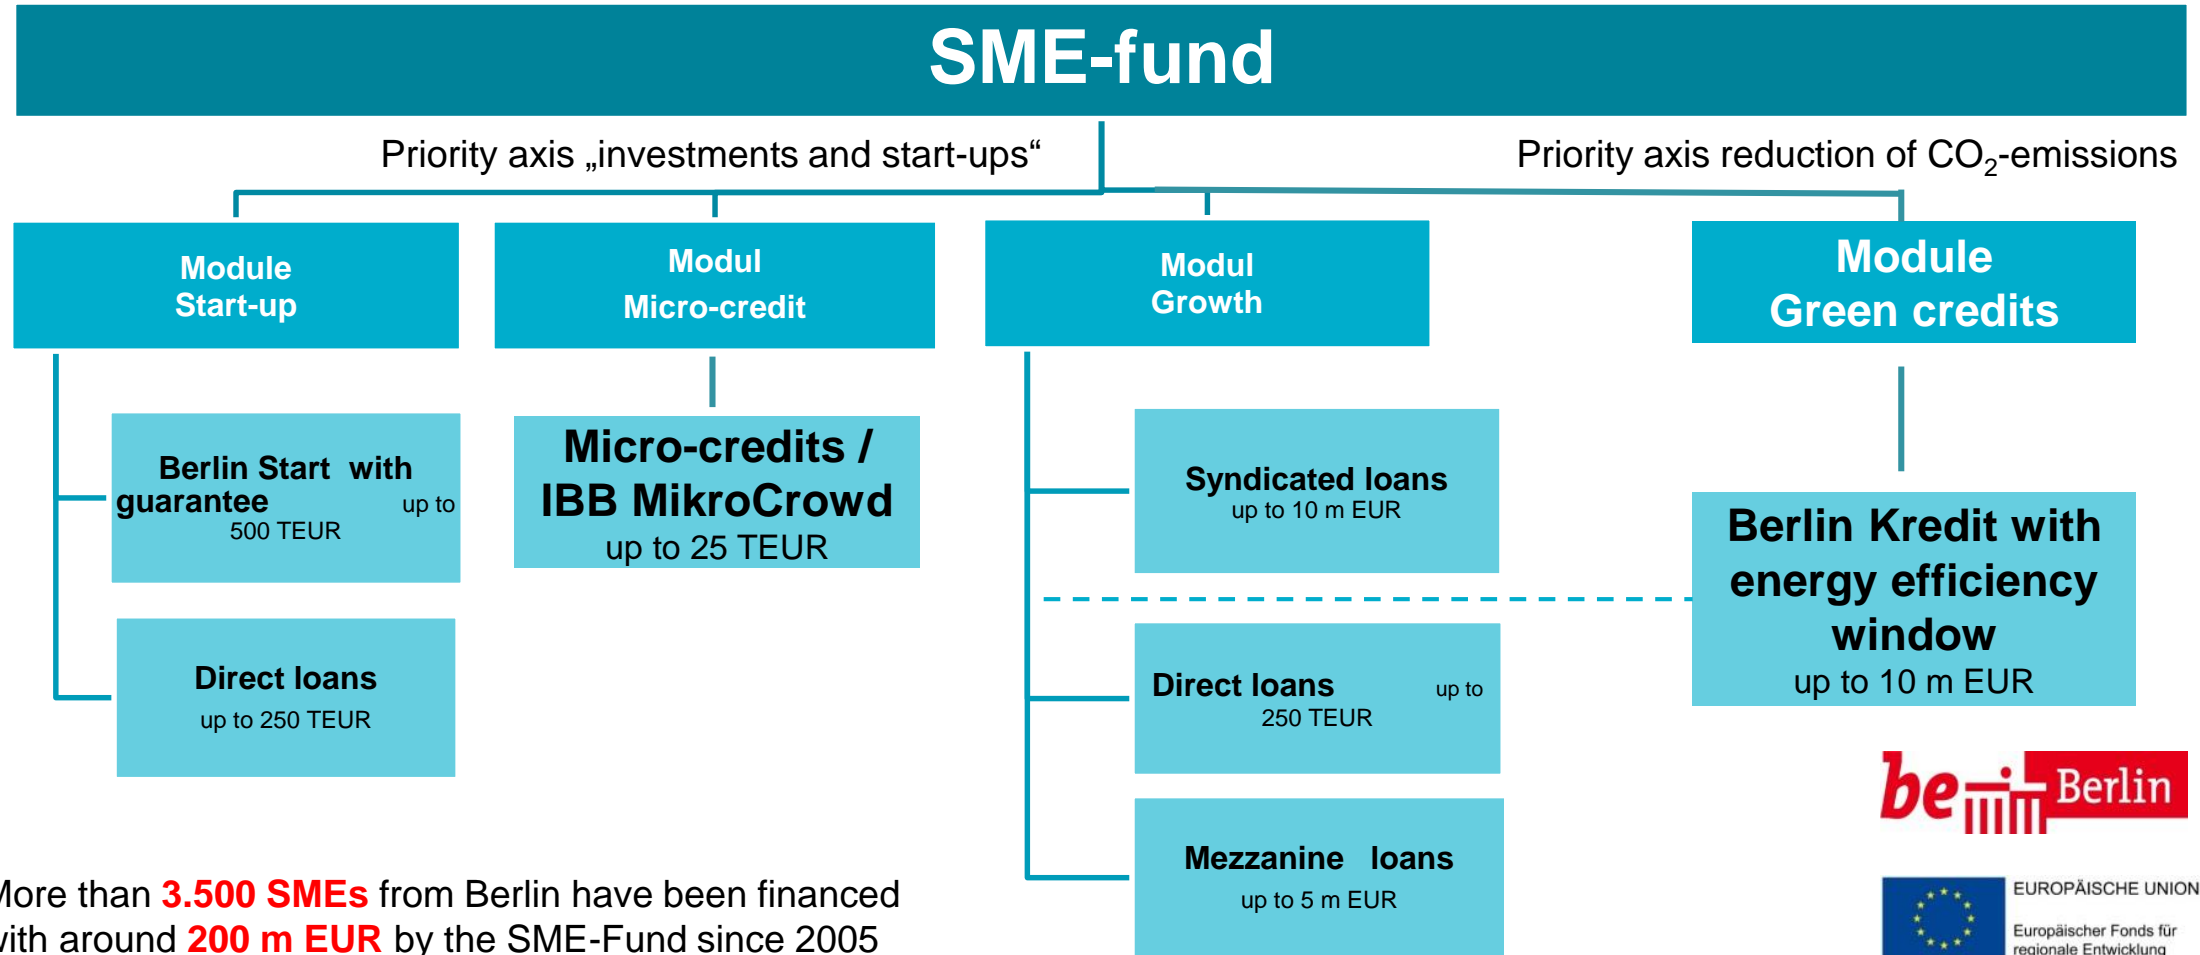 SME-fund
Priority axis „investments and start-ups“
Priority axis reduction of CO₂-emissions
Module
Start-up
Modul
Micro-credit
Modul
Growth
Module
Green credits
Berlin Start with
guarantee up to
500 TEUR
Direct loans
up to 250 TEUR
Micro-credits /
IBB MikroCrowd
up to 25 TEUR
Syndicated loans
up to 10 m EUR
Direct loans up to
250 TEUR
Mezzanine loans
up to 5 m EUR
Berlin Kredit with
energy efficiency
window
up to 10 m EUR
More than 3.500 SMEs from Berlin have been financed
with around 200 m EUR by the SME-Fund since 2005
be Berlin
EUROPÄISCHE UNION
Europäischer Fonds für
regionale Entwicklung